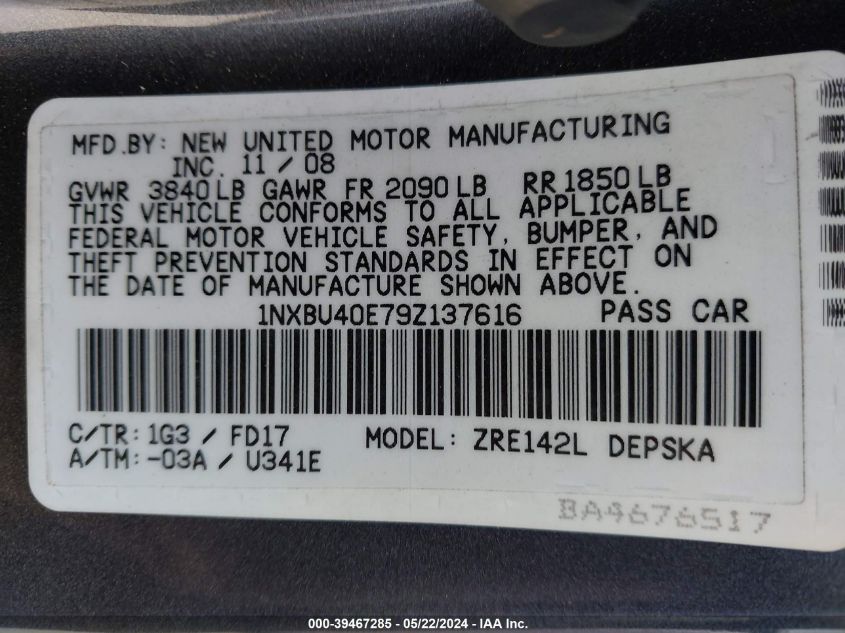 MFD.BY: NEW UNITED MOTOR MANUFACTURING
INC. 11 / 08
GVWR 3840 LB GAWR FR 2090 LB RR 1850 LB
THIS VEHICLE CONFORMS TO ALL APPLICABLE
FEDERAL MOTOR VEHICLE SAFETY, BUMPER, AND
THEFT PREVENTION STANDARDS IN EFFECT ON
THE DATE OF MANUFACTURE SHOWN ABOVE.
1NXBU40E79Z137616 PASS CAR
C/TR: 1G3 / FD17 MODEL: ZRE142L DEPSKA
A/TM: -03A / U341E
BA4676517
000-39467285 - 05/22/2024 - IAA Inc.